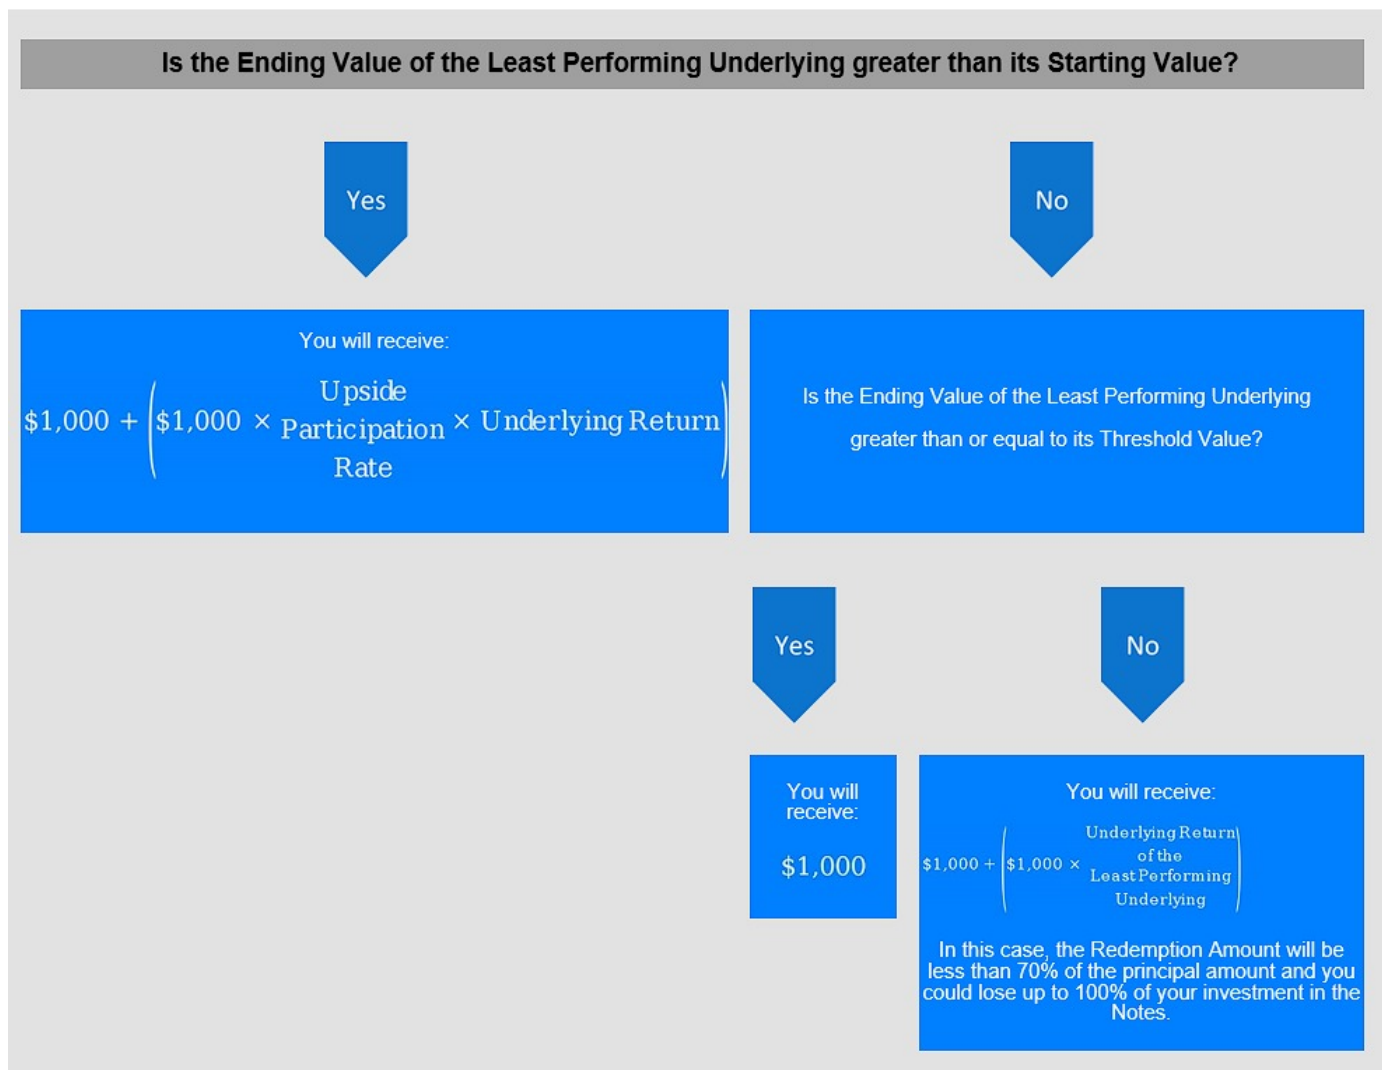 Is the Ending Value of the Least Performing Underlying greater than its Starting Value?
Yes
No
You will receive:
$1,000 + ($1,000 × Upside Participation Rate × Underlying Return)
Is the Ending Value of the Least Performing Underlying
greater than or equal to its Threshold Value?
Yes
No
You will
receive:
$1,000
You will receive:
$1,000 + ($1,000 × Underlying Return of the Least Performing Underlying)
In this case, the Redemption Amount will be
less than 70% of the principal amount and you
could lose up to 100% of your investment in the
Notes.